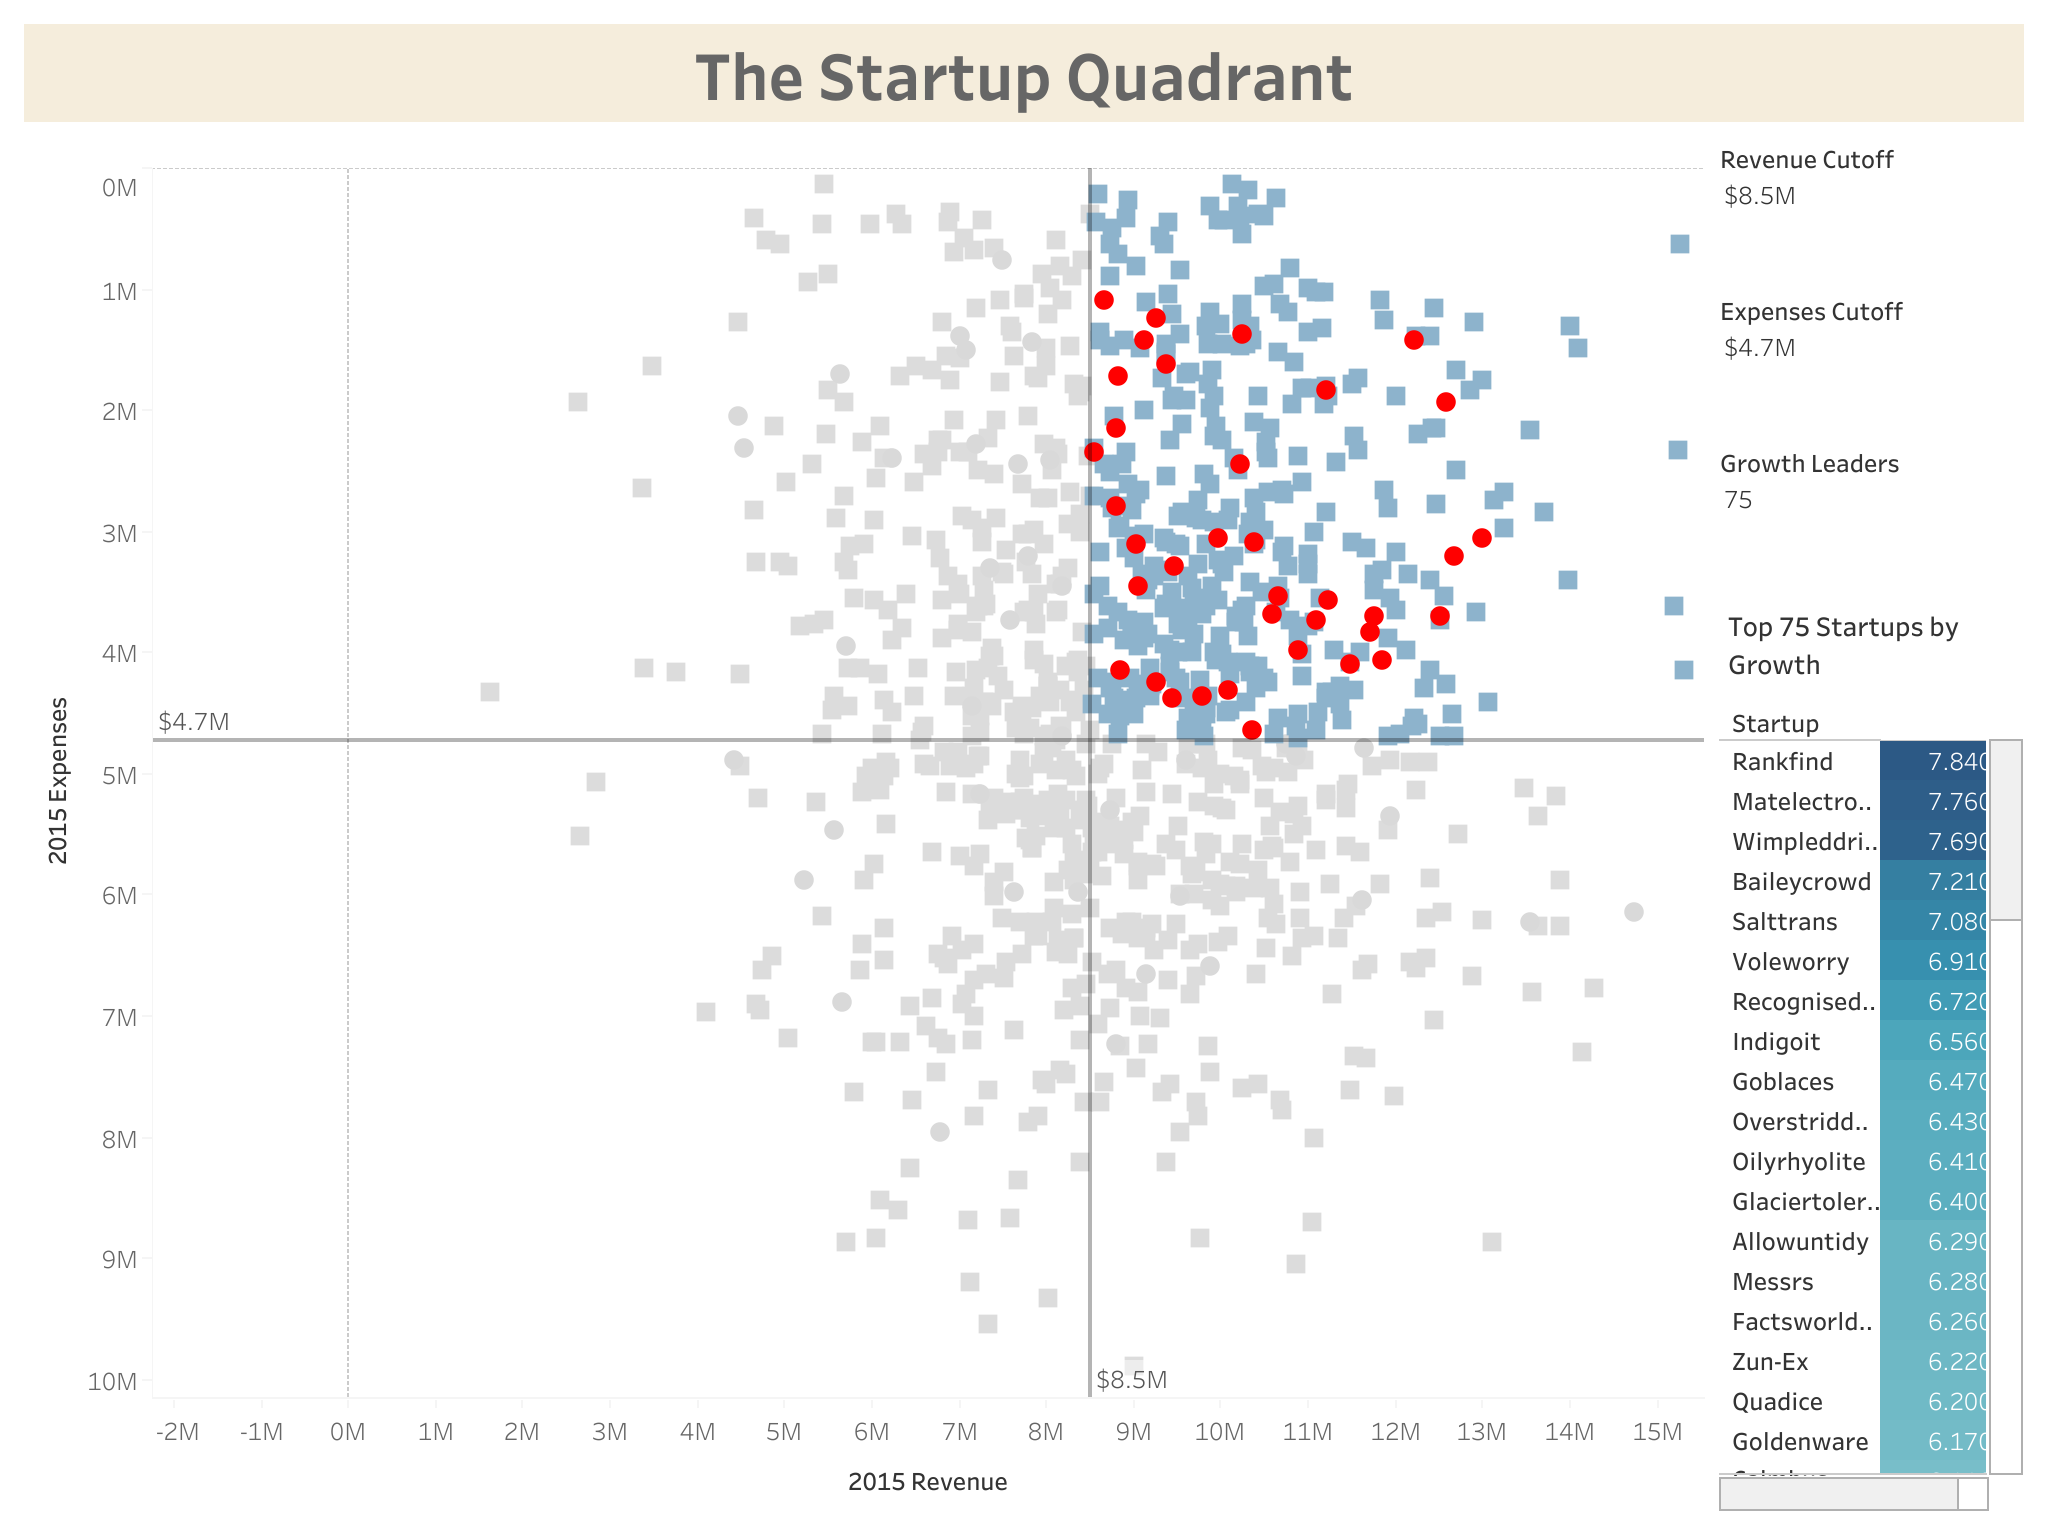 The Startup Quadrant
Revenue Cutoff
$8.5M
Expenses Cutoff
$4.7M
Growth Leaders
75
Top 75 Startups by
Growth
Startup
Rankfind 7.840
Matelectro.. 7.760
Wimpleddri.. 7.690
Baileycrowd 7.210
Salttrans 7.080
Voleworry 6.910
Recognised.. 6.720
Indigoit 6.560
Goblaces 6.470
Overstridd.. 6.430
Oilyrhyolite 6.410
Glaciertoler.. 6.400
Allowuntidy 6.290
Messrs 6.280
Factsworld.. 6.260
Zun-Ex 6.220
Quadice 6.200
Goldenware 6.170
2015 Expenses
0M
1M
2M
3M
4M
$4.7M
5M
6M
7M
8M
9M
10M
$8.5M
-2M -1M 0M 1M 2M 3M 4M 5M 6M 7M 8M 9M 10M 11M 12M 13M 14M 15M
2015 Revenue